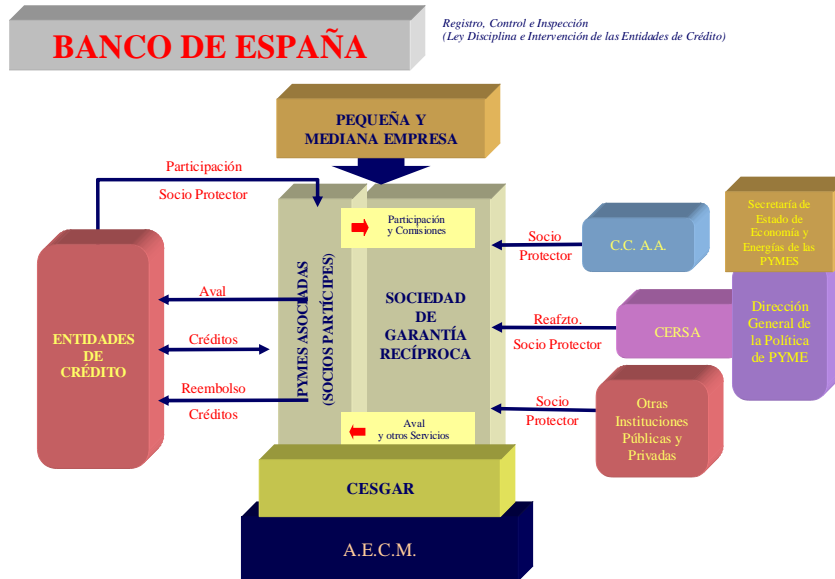 BANCO DE ESPAÑA
Registro, Control e Inspección
(Ley Disciplina e Intervención de las Entidades de Crédito)
PEQUEÑA Y
MEDIANA EMPRESA
Participación
Socio Protector
ENTIDADES
DE
CRÉDITO
Aval
Créditos
Reembolso
Créditos
PYMES ASOCIADAS
(SOCIOS PARTÍCIPES)
Participación
y Comisiones
SOCIEDAD
DE
GARANTÍA
RECÍPROCA
Aval
y otros Servicios
Socio
Protector
C.C. A.A.
Reafzto.
Socio Protector
CERSA
Socio
Protector
Otras
Instituciones
Públicas y
Privadas
Secretaría de
Estado de
Economía y
Energías de las
PYMES
Dirección
General de
la Política
de PYME
CESGAR
A.E.C.M.